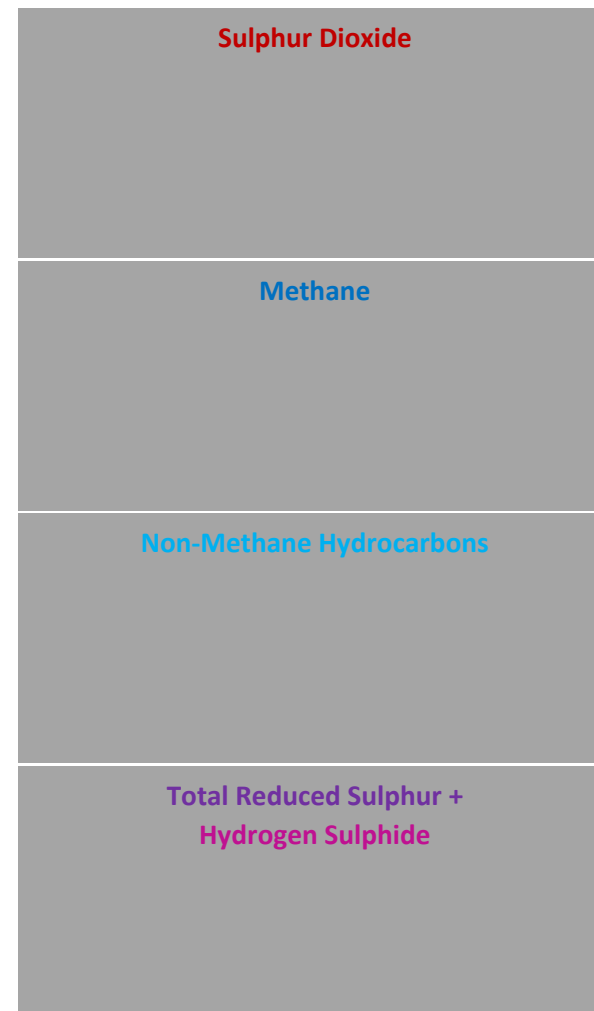 Sulphur Dioxide
Methane
Non-Methane Hydrocarbons
Total Reduced Sulphur +
Hydrogen Sulphide